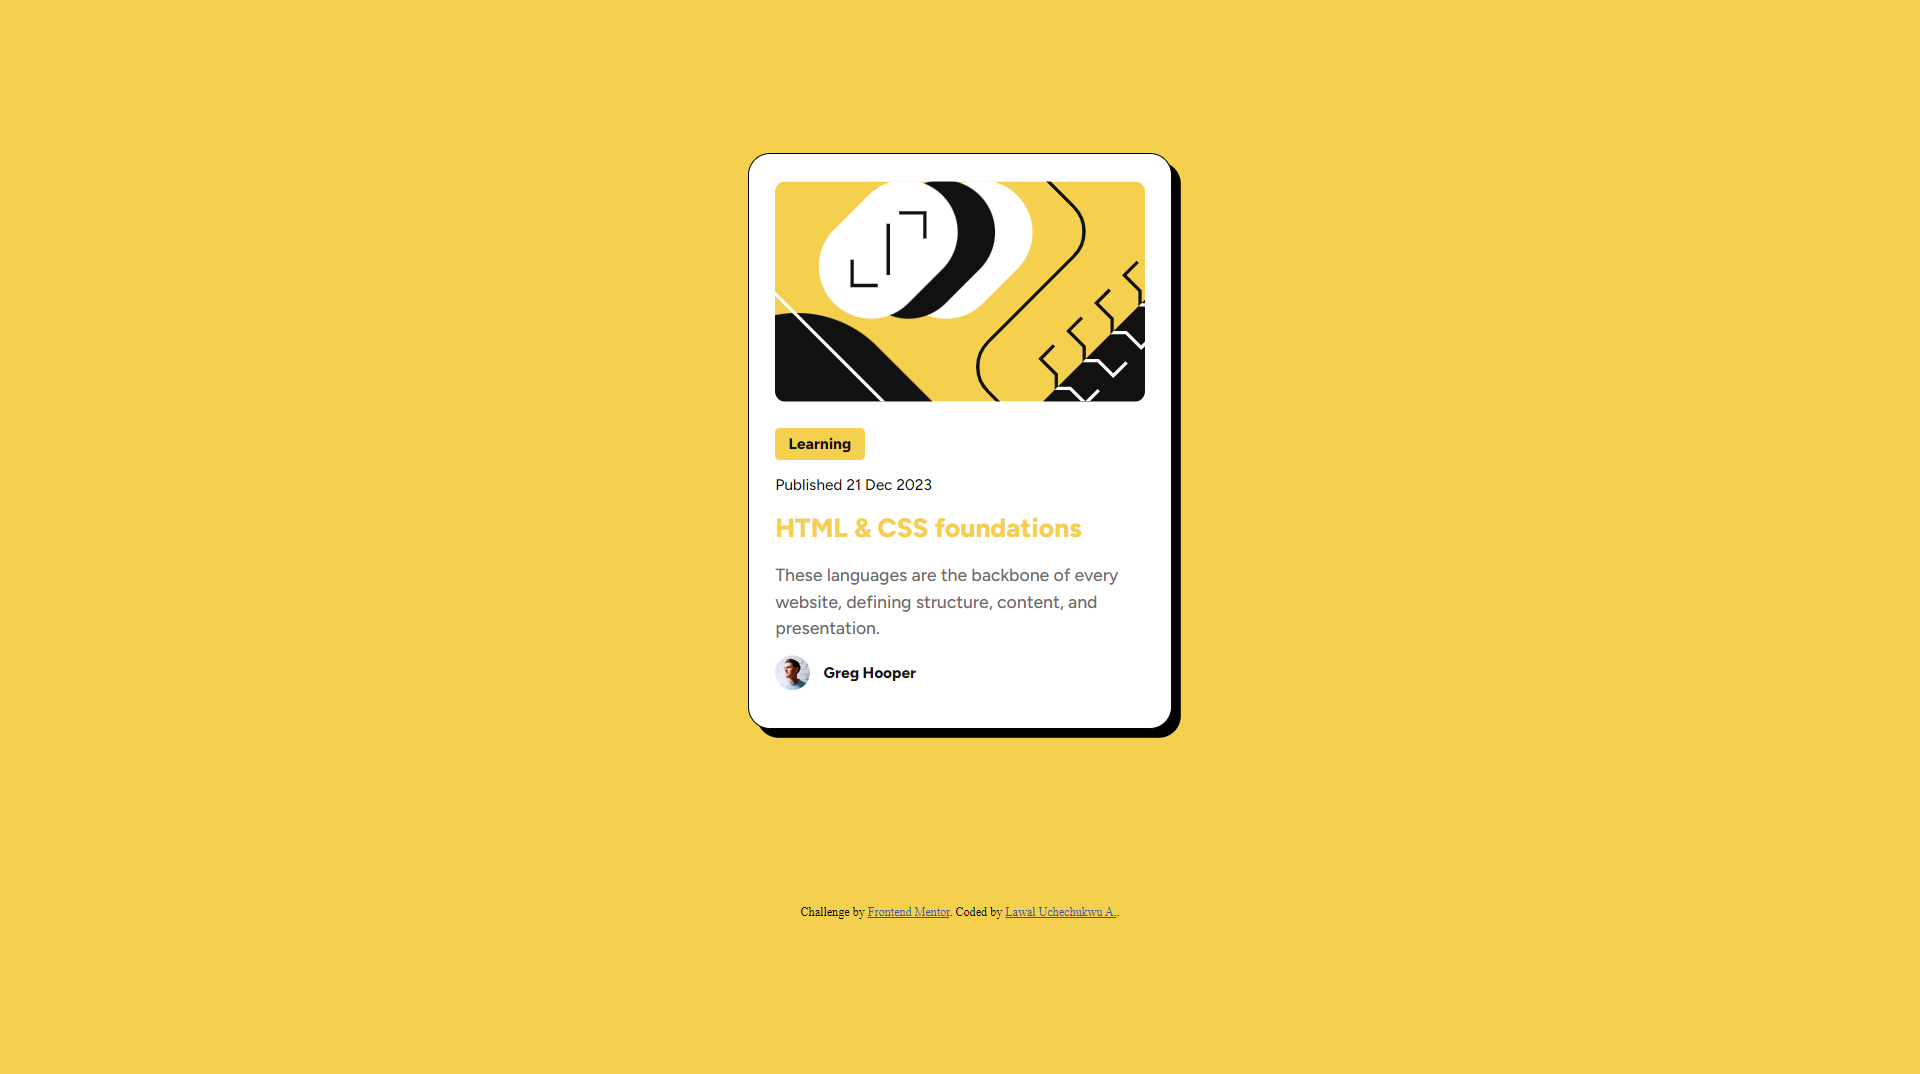 Learning
Published 21 Dec 2023
HTML & CSS foundations
These languages are the backbone of every
website, defining structure, content, and
presentation.
Greg Hooper
Challenge by Frontend Mentor. Coded by Lawal Uchechukwu A..